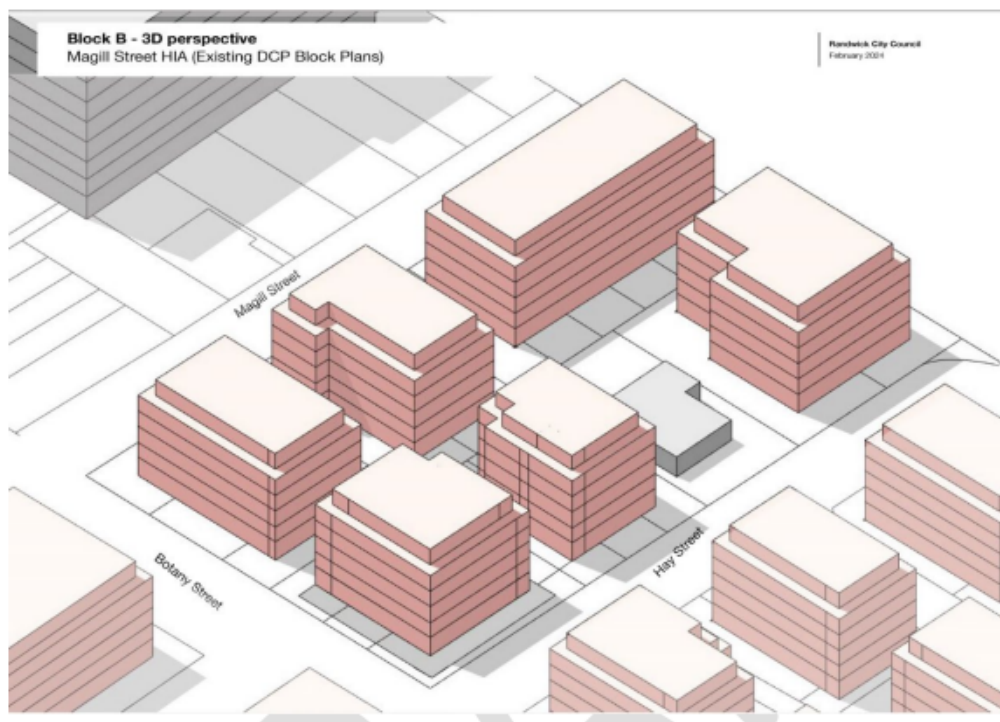 Block B - 3D perspective
Magill Street HIA (Existing DCP Block Plans)
Randwick City Council
February 2024
Magill Street
Botany Street
Hay Street